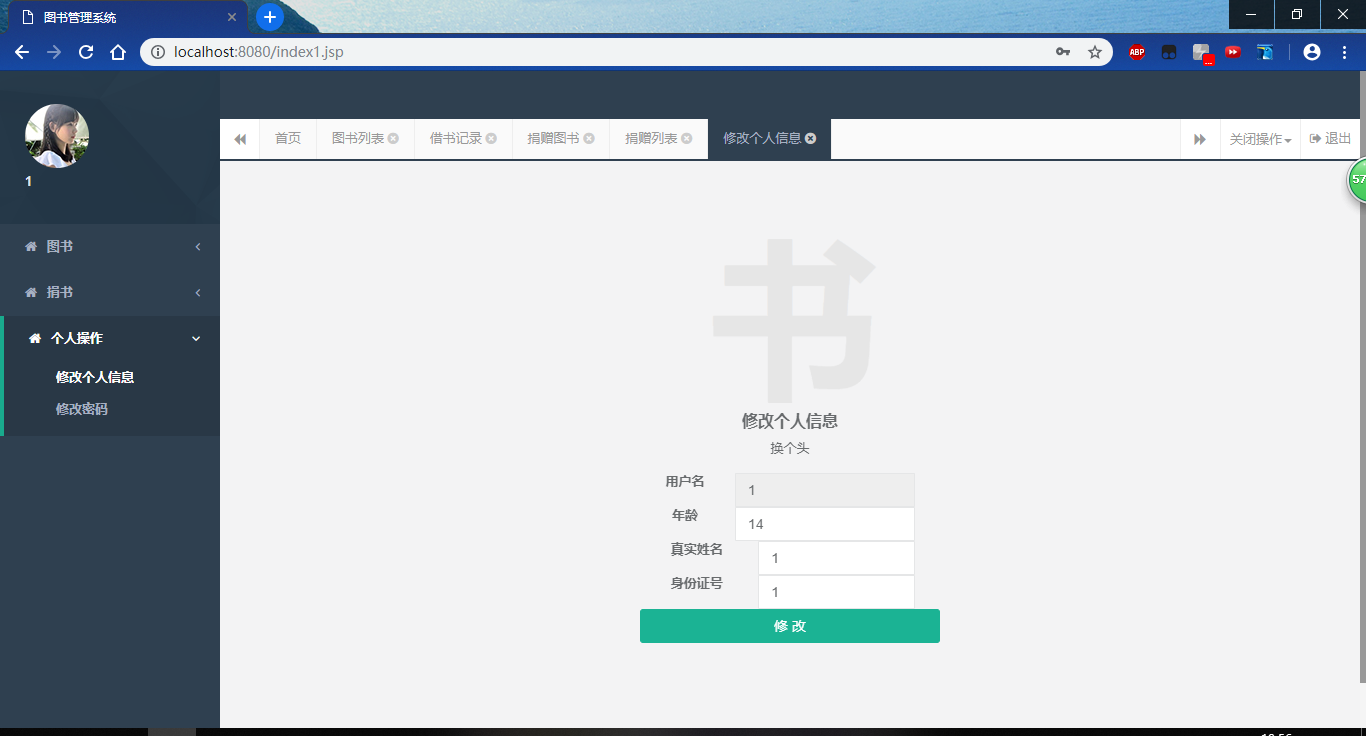 图书管理系统
localhost:8080/index1.jsp
ABP
1
首页
图书列表
借书记录
捐赠图书
捐赠列表
修改个人信息
关闭操作
退出
57
图书
捐书
个人操作
修改个人信息
修改密码
书
修改个人信息
换个头
用户名 1
年龄 14
真实姓名 1
身份证号 1
修 改